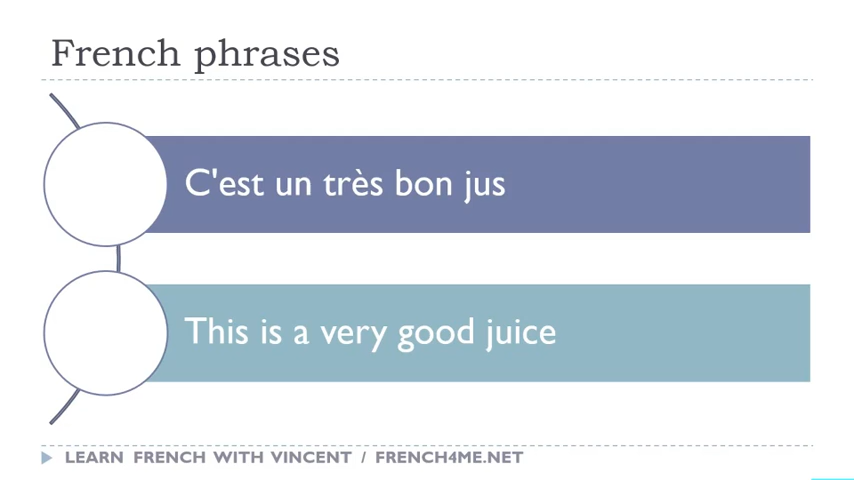 French phrases
C'est un très bon jus
This is a very good juice
LEARN FRENCH WITH VINCENT / FRENCH4ME.NET